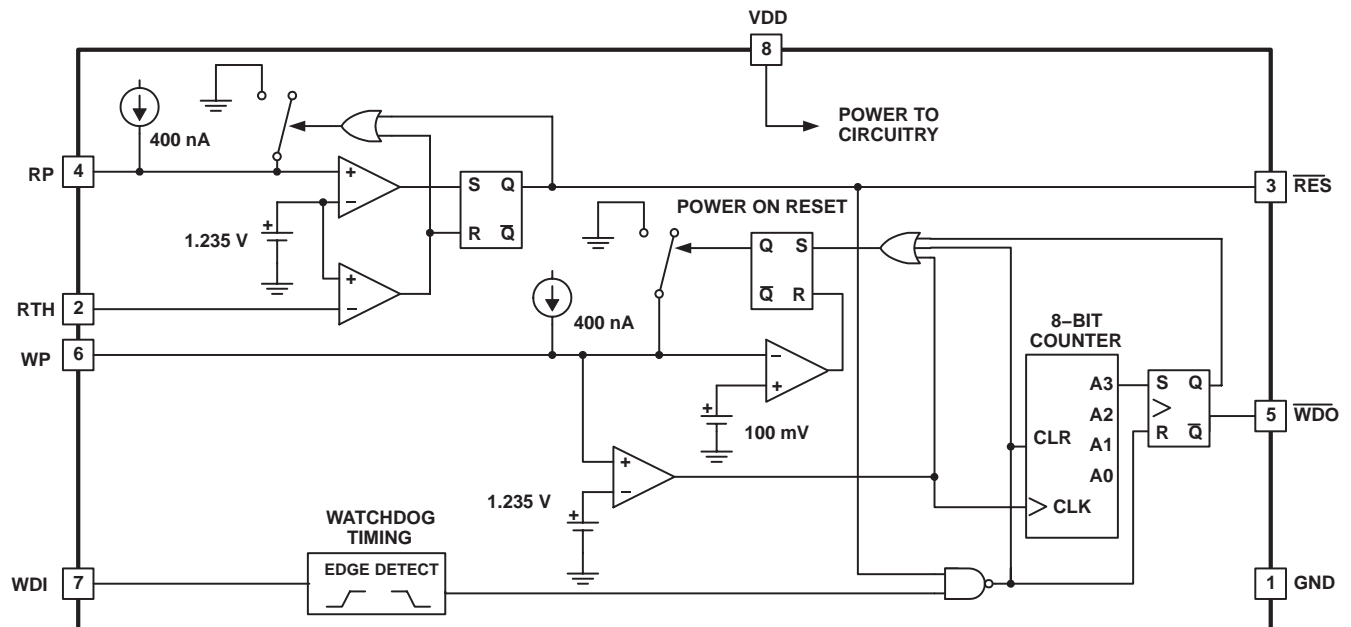 VDD
8
POWER TO
CIRCUITRY
400 nA
RP 4
+
−
S Q
R Q̅
3 R̅E̅S̅
+
1.235 V
+
−
POWER ON RESET
Q S
Q̅ R
RTH 2
400 nA
WP 6
8−BIT
COUNTER
−
+
+
100 mV
A3
A2
A1
A0
CLR
CLK
S Q
R Q̅
5 W̅D̅O̅
+
−
1.235 V
+
WATCHDOG
TIMING
EDGE DETECT
WDI 7
1 GND